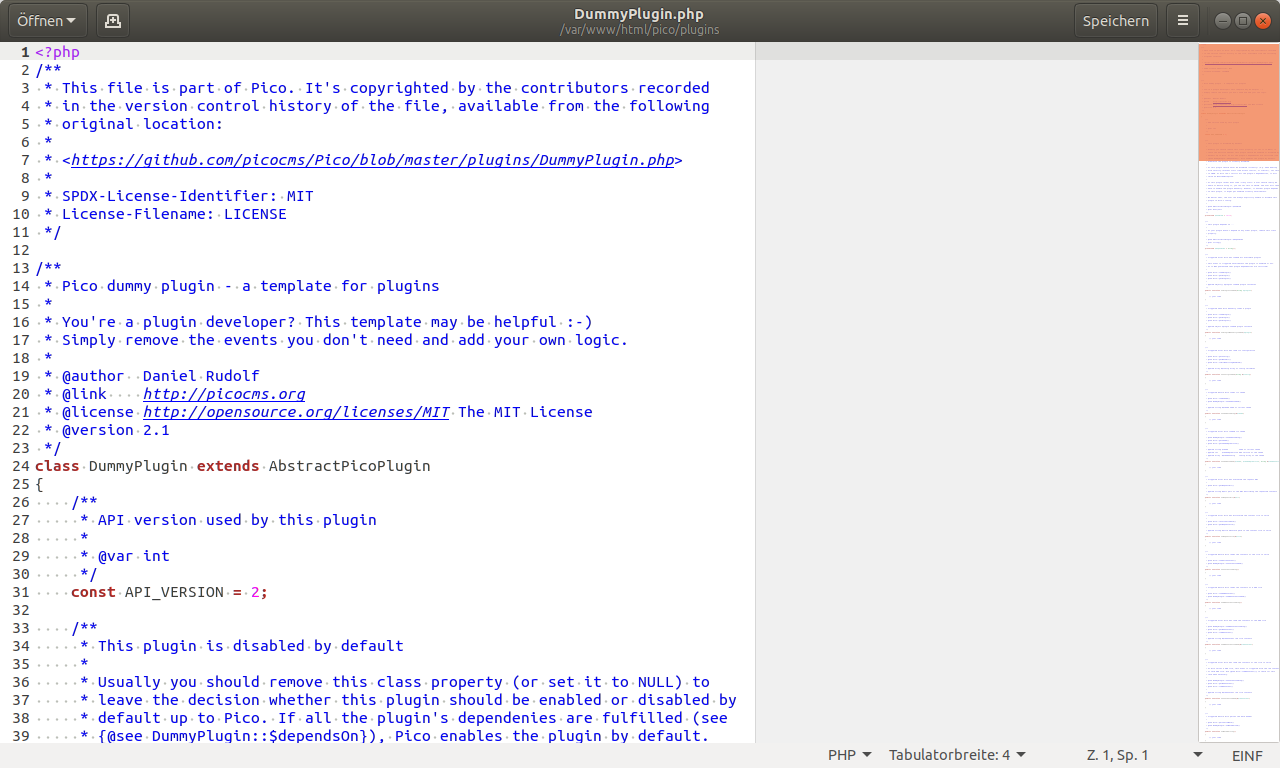 Öffnen
DummyPlugin.php
/var/www/html/pico/plugins
Speichern
1 <?php
2 /**
3  * This file is part of Pico. It's copyrighted by the contributors recorded
4  * in the version control history of the file, available from the following
5  * original location:
6  *
7  * <https://github.com/picocms/Pico/blob/master/plugins/DummyPlugin.php>
8  *
9  * SPDX-License-Identifier: MIT
10  * License-Filename: LICENSE
11  */
12
13 /**
14  * Pico dummy plugin - a template for plugins
15  *
16  * You're a plugin developer? This template may be helpful :-)
17  * Simply remove the events you don't need and add your own logic.
18  *
19  * @author  Daniel Rudolf
20  * @link    http://picocms.org
21  * @license http://opensource.org/licenses/MIT The MIT License
22  * @version 2.1
23  */
24 class DummyPlugin extends AbstractPicoPlugin
25 {
26     /**
27      * API version used by this plugin
28      *
29      * @var int
30      */
31     const API_VERSION = 2;
32
33     /**
34      * This plugin is disabled by default
35      *
36      * Usually you should remove this class property (or set it to NULL) to
37      * leave the decision whether this plugin should be enabled or disabled by
38      * default up to Pico. If all the plugin's dependenies are fulfilled (see
39      * {@see DummyPlugin::$dependsOn}), Pico enables the plugin by default.
PHP
Tabulatorbreite: 4
Z. 1, Sp. 1
EINF